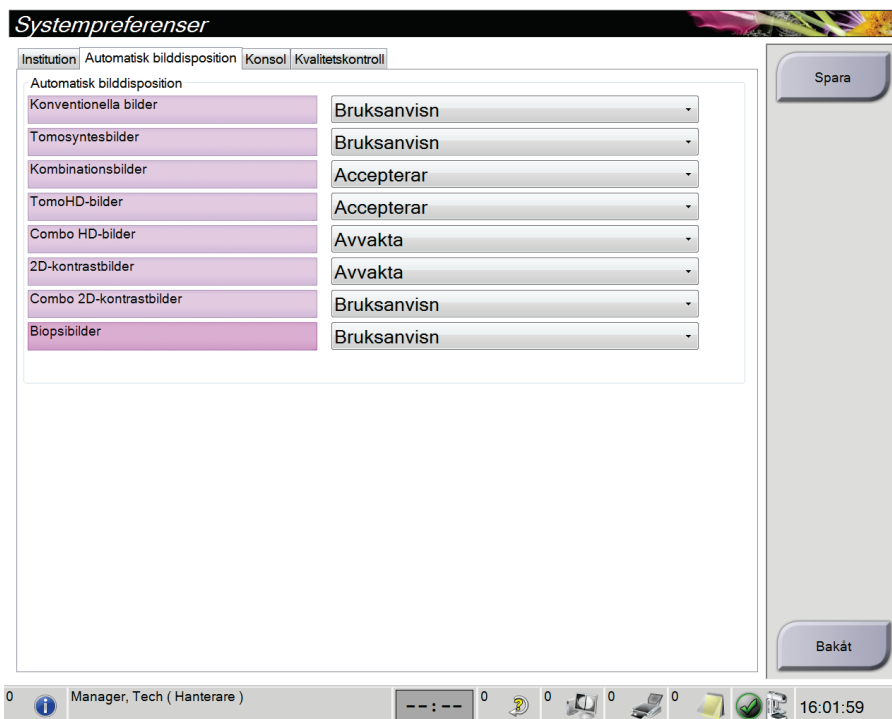 Systempreferenser
Institution Automatisk bilddisposition Konsol Kvalitetskontroll
Spara
Automatisk bilddisposition
Konventionella bilder Bruksanvisn
Tomosyntesbilder Bruksanvisn
Kombinationsbilder Accepterar
TomoHD-bilder Accepterar
Combo HD-bilder Avvakta
2D-kontrastbilder Avvakta
Combo 2D-kontrastbilder Bruksanvisn
Biopsibilder Bruksanvisn
Bakåt
0 Manager, Tech ( Hanterare ) --:-- 0 0 0 0 16:01:59